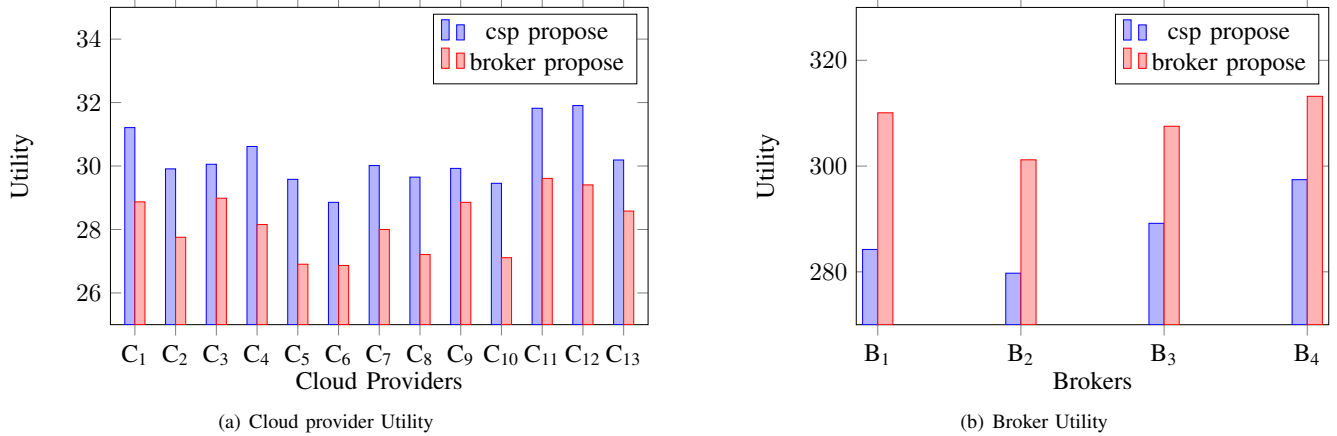 34
32
30
28
26
Utility
csp propose
broker propose
C1 C2 C3 C4 C5 C6 C7 C8 C9 C10 C11 C12 C13
Cloud Providers
(a) Cloud provider Utility
320
300
280
Utility
csp propose
broker propose
B1 B2 B3 B4
Brokers
(b) Broker Utility